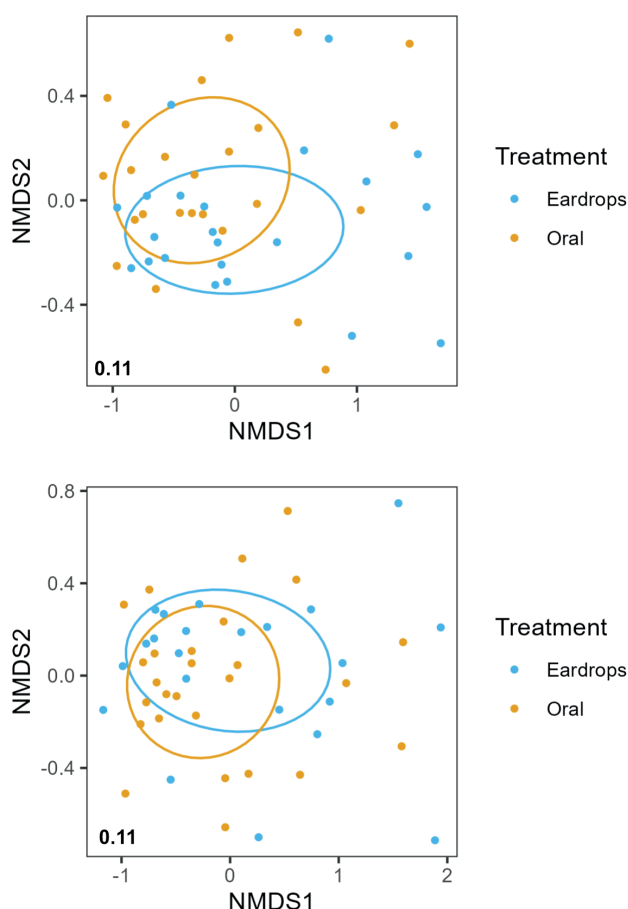 0.4
0.0
-0.4
NMDS2
0.11
-1
0
1
NMDS1
Treatment
Eardrops
Oral
0.8
0.4
0.0
-0.4
NMDS2
0.11
-1
0
1
2
NMDS1
Treatment
Eardrops
Oral